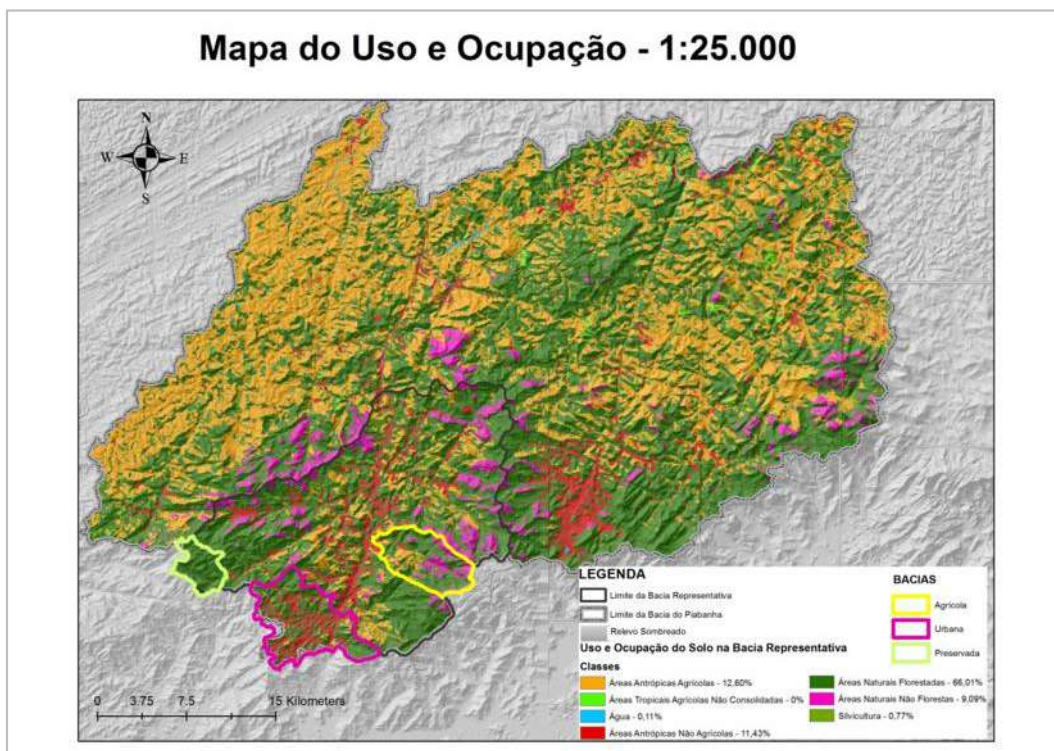 Mapa do Uso e Ocupação - 1:25.000
N
W E
S
0 3.75 7.5 15 Kilometers
LEGENDA
Limite da Bacia Representativa
Limite da Bacia do Piabanha
Relevo Sombreado
Uso e Ocupação do Solo na Bacia Representativa
Classes
Áreas Antrópicas Agrícolas - 12,60%
Áreas Tropicais Agrícolas Não Consolidadas - 0%
Água - 0,11%
Áreas Antrópicas Não Agrícolas - 11,43%
Áreas Naturais Florestadas - 66,01%
Áreas Naturais Não Florestas - 9,09%
Silvicultura - 0,77%
BACIAS
Agrícola
Urbana
Preservada